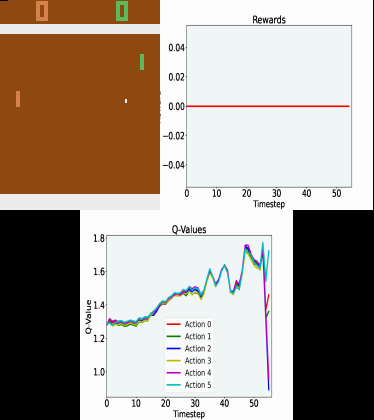 0 0
Rewards
0.04
0.02
0.00
−0.02
−0.04
0 10 20 30 40 50
Timestep
Q-Values
1.8
1.6
1.4
1.2
1.0
Q-Value
Action 0
Action 1
Action 2
Action 3
Action 4
Action 5
0 10 20 30 40 50
Timestep